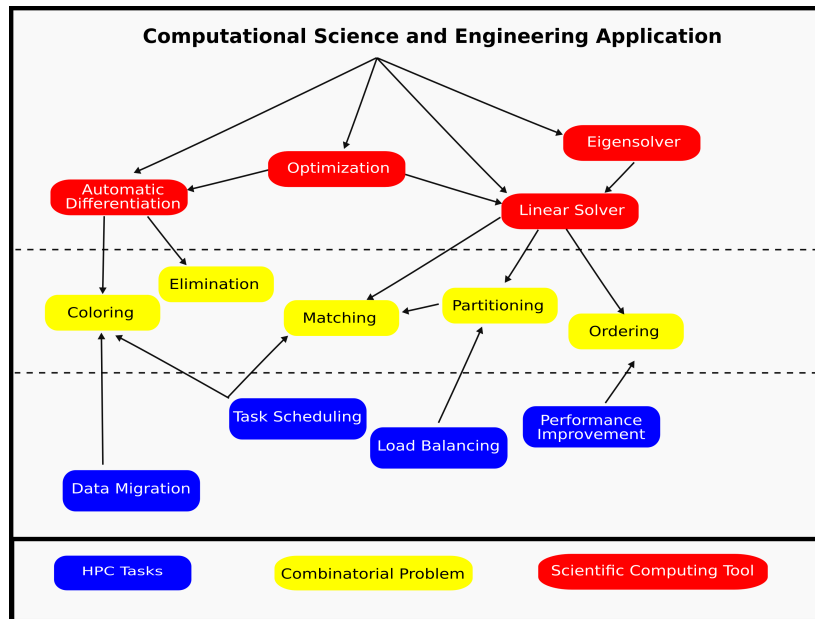 Computational Science and Engineering Application
Eigensolver
Optimization
Automatic
Differentiation
Linear Solver
Elimination
Coloring
Matching
Partitioning
Ordering
Task Scheduling
Load Balancing
Performance
Improvement
Data Migration
HPC Tasks
Combinatorial Problem
Scientific Computing Tool